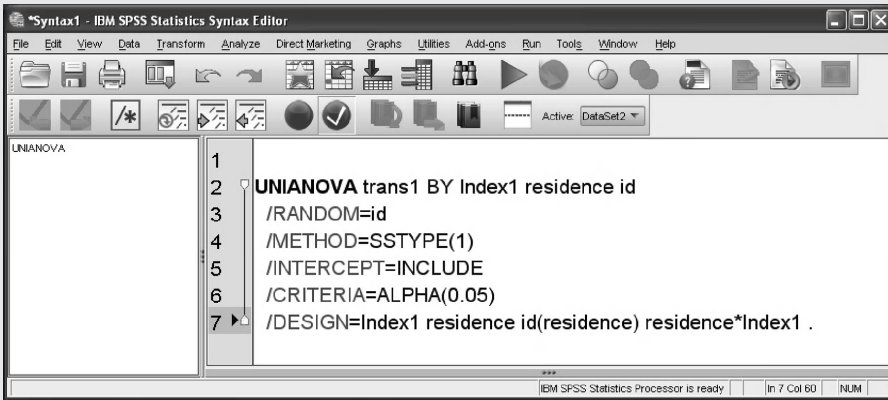 *Syntax1 - IBM SPSS Statistics Syntax Editor
File Edit View Data Transform Analyze Direct Marketing Graphs Utilities Add-ons Run Tools Window Help
/* Active: DataSet2
UNIANOVA
1
2 UNIANOVA trans1 BY Index1 residence id
3 /RANDOM=id
4 /METHOD=SSTYPE(1)
5 /INTERCEPT=INCLUDE
6 /CRITERIA=ALPHA(0.05)
7 /DESIGN=Index1 residence id(residence) residence*Index1 .
IBM SPSS Statistics Processor is ready In 7 Col 60 NUM